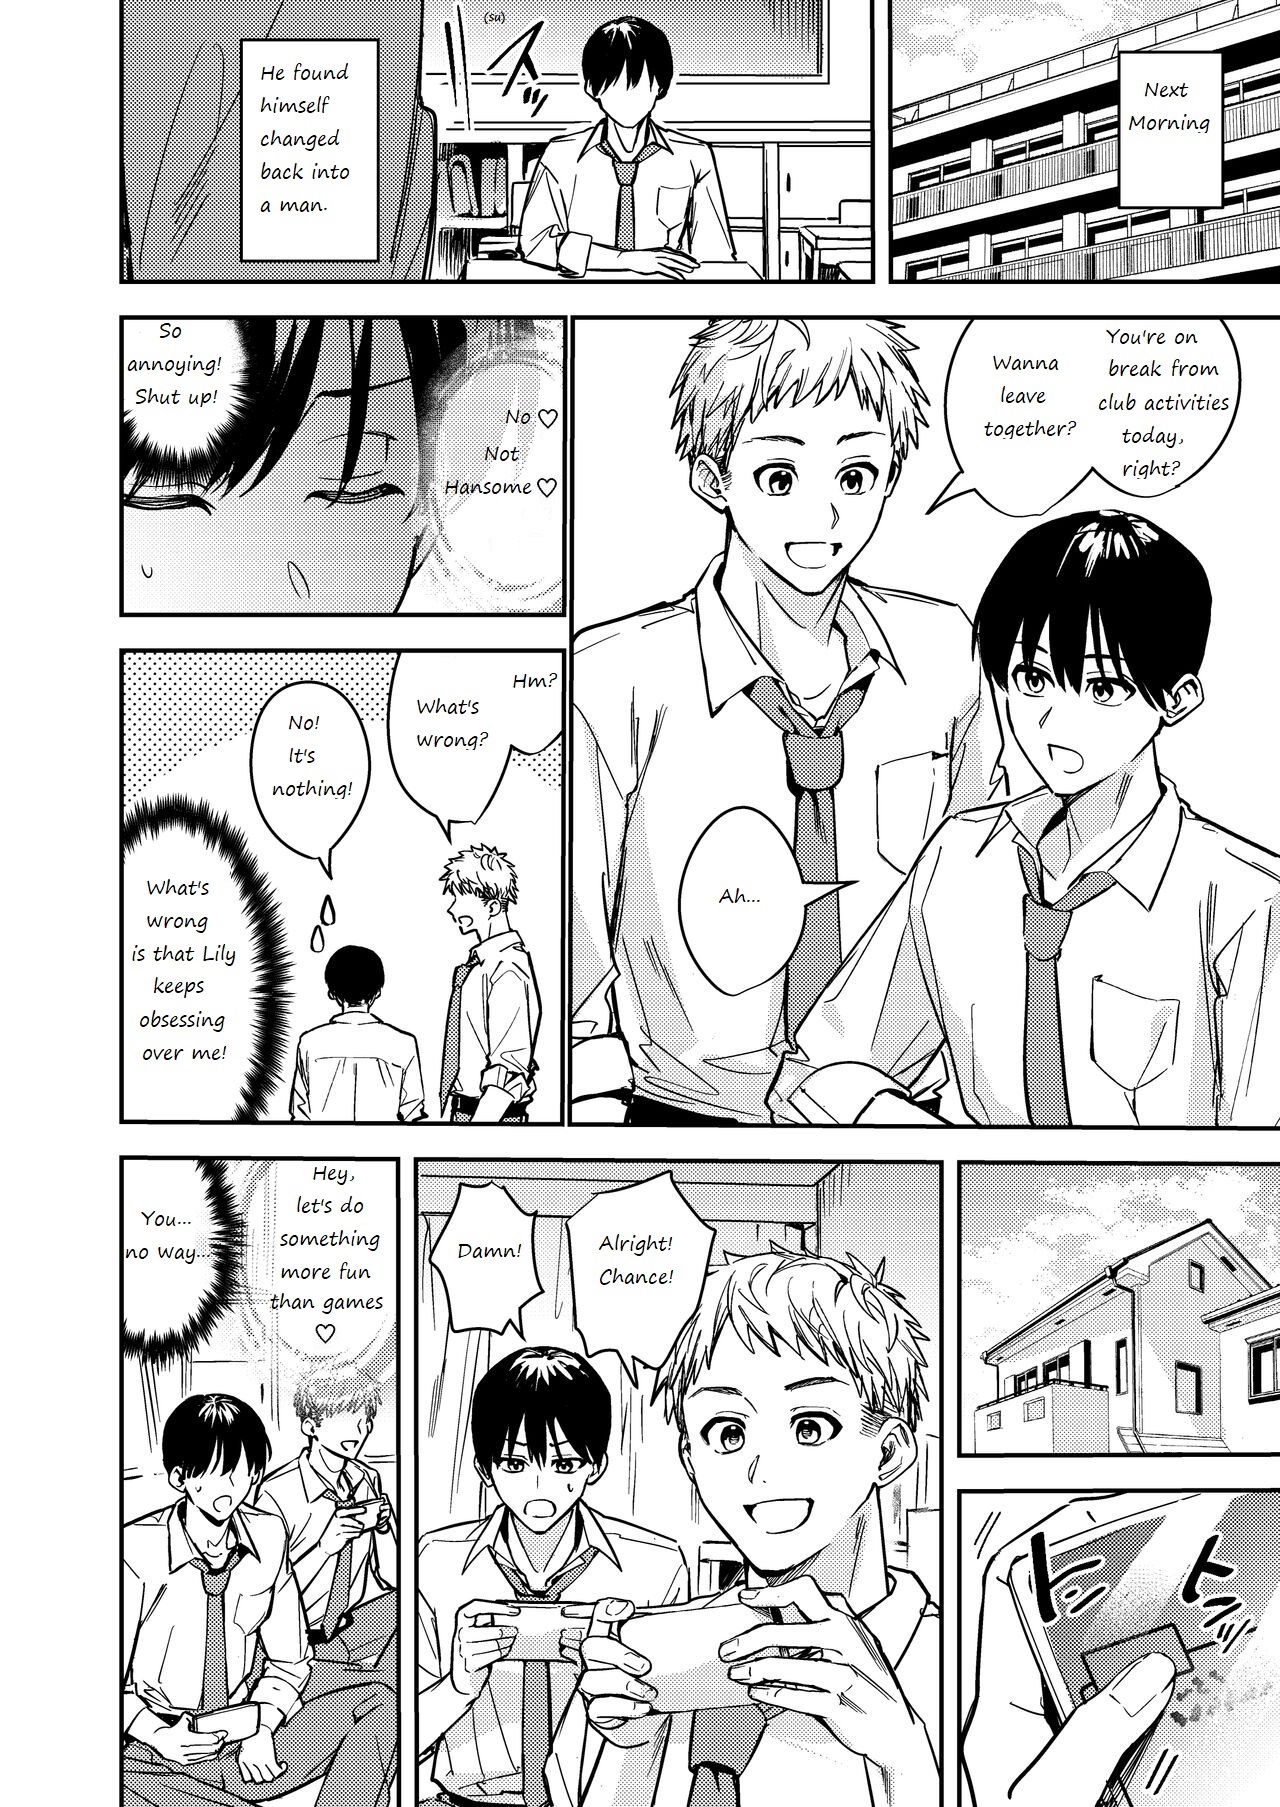 Next
Morning
(su)
スッ
He found
himself
changed
back into
a man.
You're on
break from
club activities
today,
right?
Wanna
leave
together?
Ah...
No ♡
Not
Hansome ♡
So
annoying!
Shut up!
Hm?
What's
wrong?
No!
It's
nothing!
What's
wrong
is that Lily
keeps
obsessing
over me!
Alright!
Chance!
Damn!
Hey,
let's do
something
more fun
than games
♡
You...
no way...